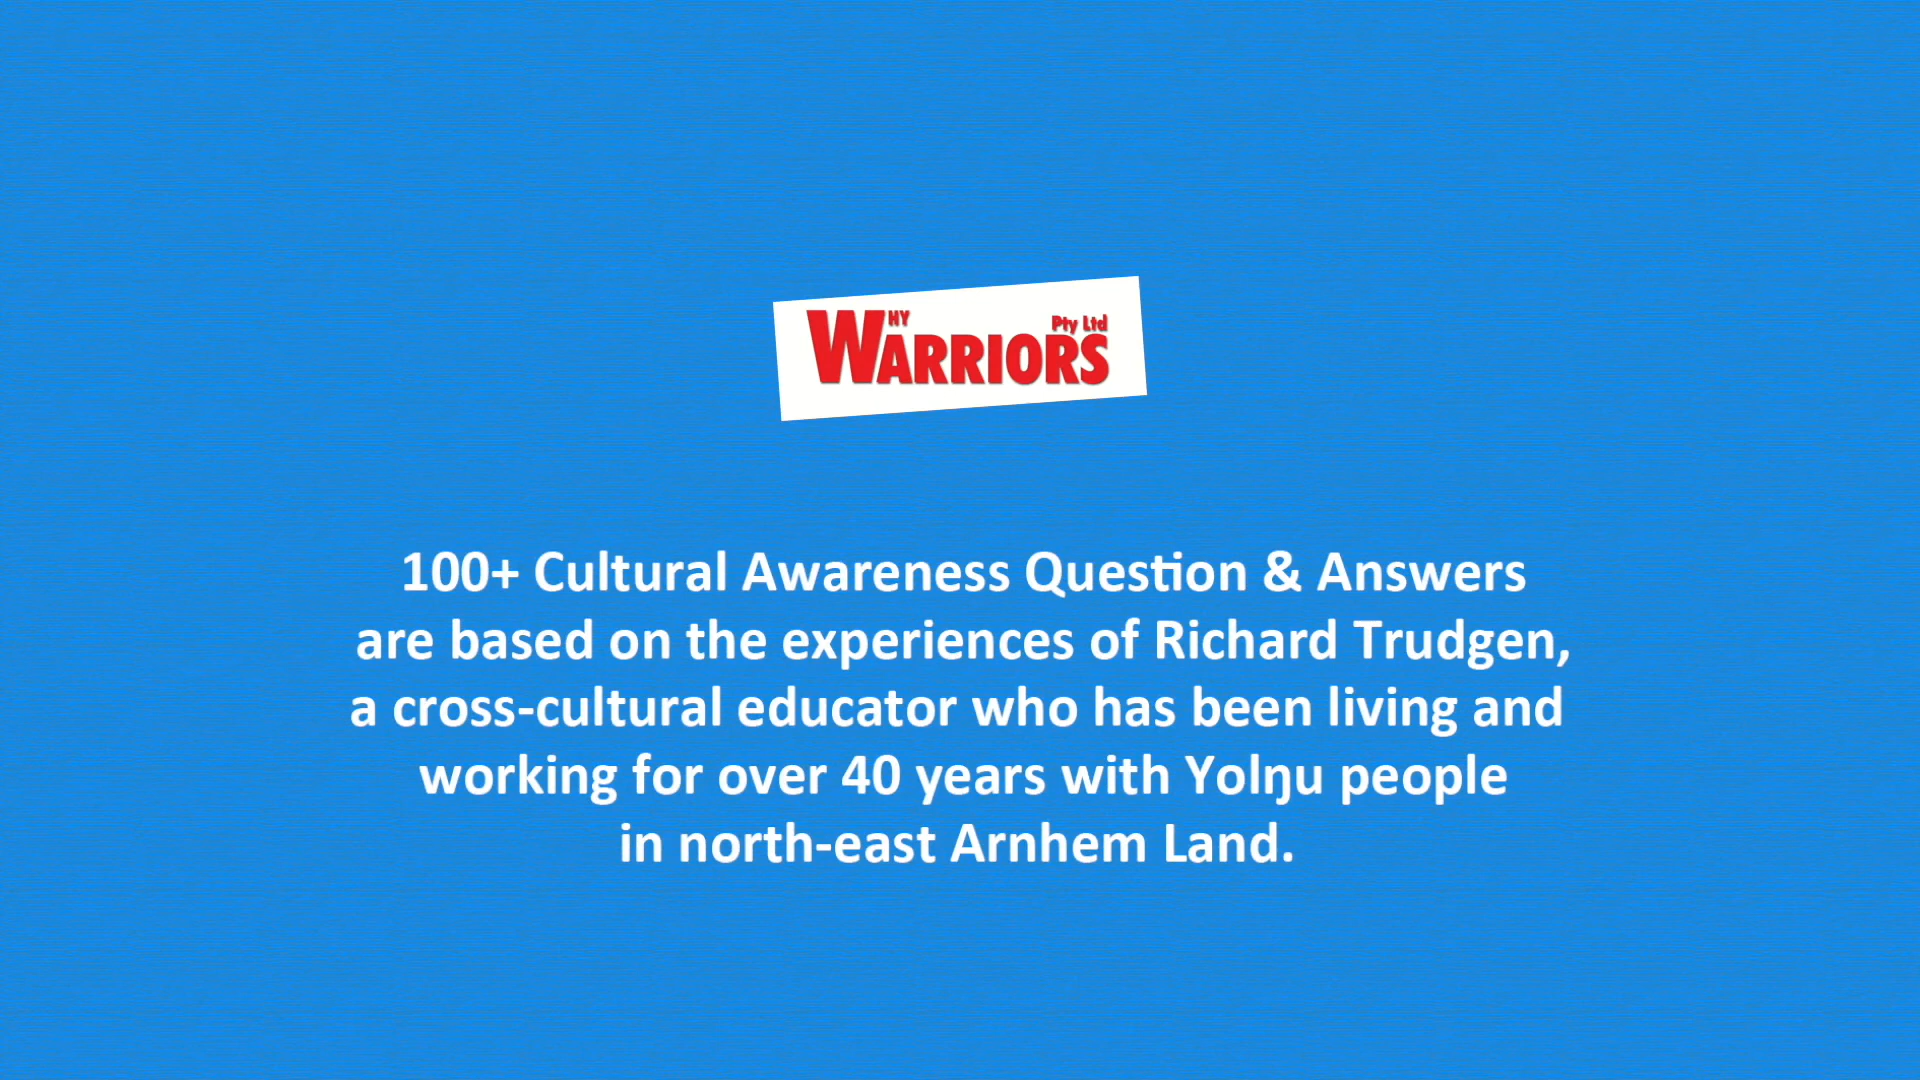 WHY WARRIORS Pty Ltd
100+ Cultural Awareness Question & Answers
are based on the experiences of Richard Trudgen,
a cross-cultural educator who has been living and
working for over 40 years with Yolŋu people
in north-east Arnhem Land.